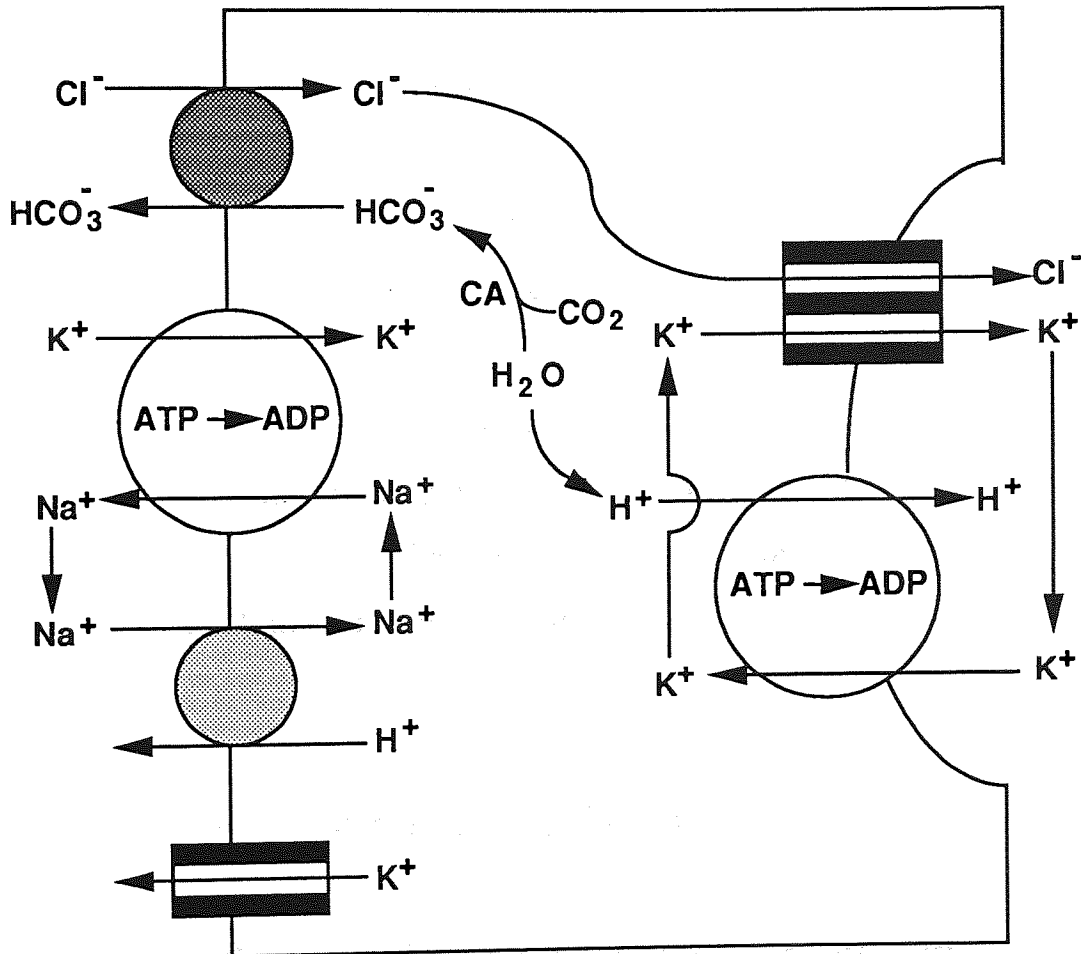 Cl⁻ Cl⁻
HCO₃⁻ HCO₃⁻
Cl⁻
CA CO₂
K⁺ K⁺ K⁺ K⁺
H₂O
ATP ADP
Na⁺ Na⁺
H⁺ H⁺
ATP ADP
Na⁺ Na⁺
K⁺ K⁺
H⁺
K⁺